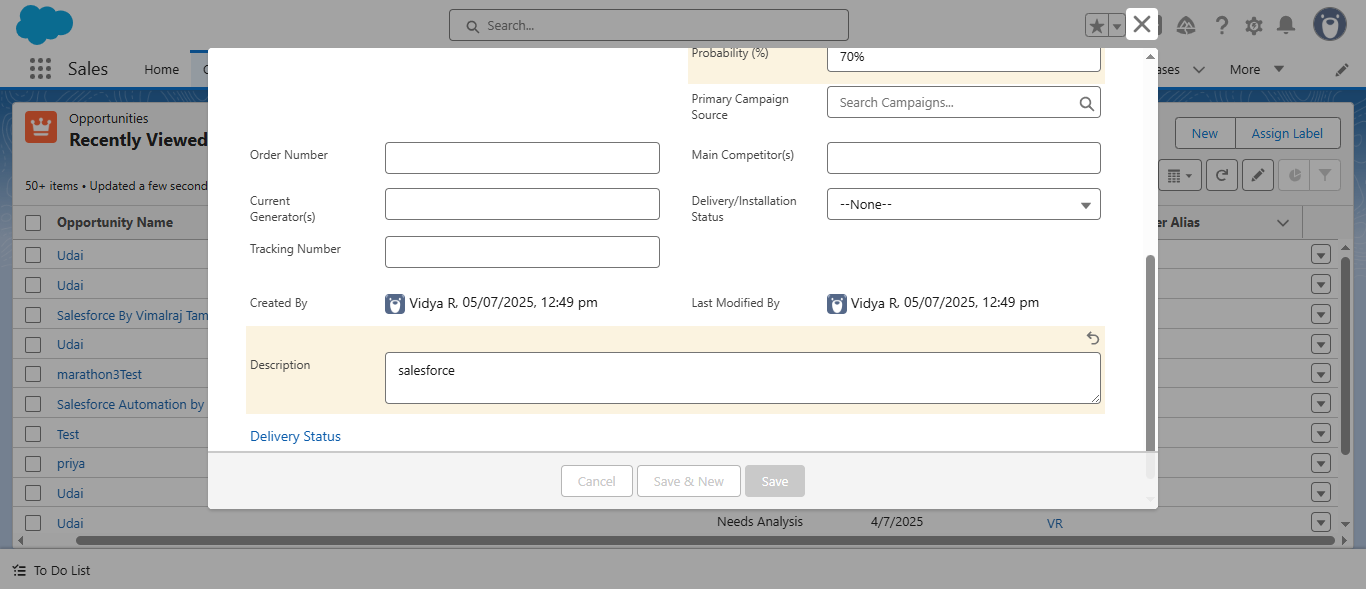 Search...
Sales
Home
ases
More
Opportunities
Recently Viewed
New
Assign Label
50+ items • Updated a few second
Opportunity Name
er Alias
Udai
Udai
Salesforce By Vimalraj Tam
Udai
marathon3Test
Salesforce Automation by
Test
priya
Udai
Udai
Needs Analysis
4/7/2025
VR
Probability (%)
70%
Primary Campaign
Source
Search Campaigns...
Order Number
Main Competitor(s)
Current
Generator(s)
Delivery/Installation
Status
--None--
Tracking Number
Created By
Vidya R, 05/07/2025, 12:49 pm
Last Modified By
Vidya R, 05/07/2025, 12:49 pm
Description
salesforce
Delivery Status
Cancel
Save & New
Save
To Do List